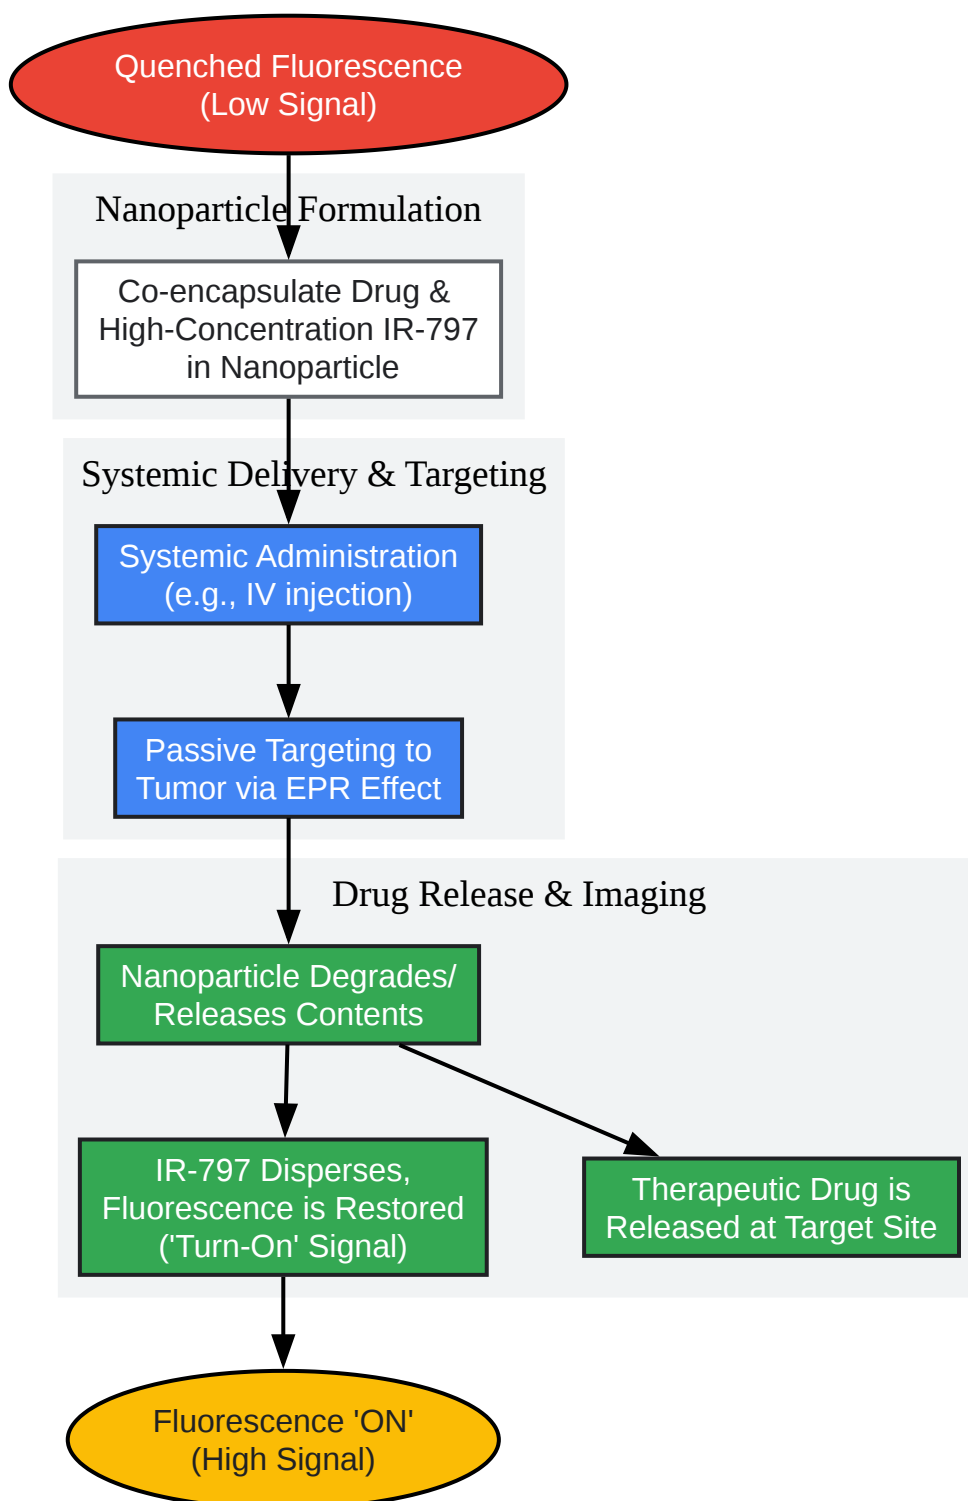 Quenched Fluorescence
(Low Signal)
Nanoparticle Formulation
Co-encapsulate Drug &
High-Concentration IR-797
in Nanoparticle
Systemic Delivery & Targeting
Systemic Administration
(e.g., IV injection)
Passive Targeting to
Tumor via EPR Effect
Drug Release & Imaging
Nanoparticle Degrades/
Releases Contents
IR-797 Disperses,
Fluorescence is Restored
('Turn-On' Signal)
Therapeutic Drug is
Released at Target Site
Fluorescence 'ON'
(High Signal)